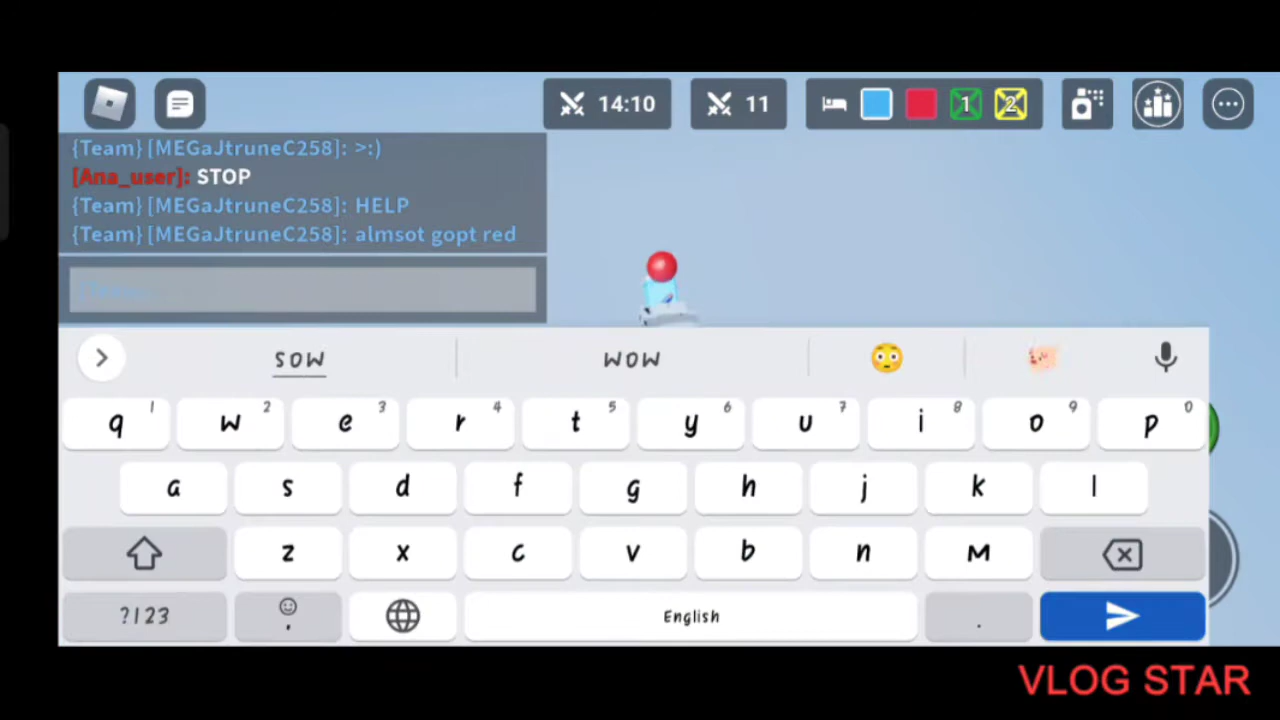 14:10
11
1
2
{Team} [MEGaJtruneC258]: >:)
[Ana_user]: STOP
{Team} [MEGaJtruneC258]: HELP
{Team} [MEGaJtruneC258]: almsot gopt red
sow wow
q 1 w 2 e 3 r 4 t 5 y 6 u 7 i 8 o 9 p 0
a s d f g h j k l
z x c v b n m
?123 , English .
VLOG STAR